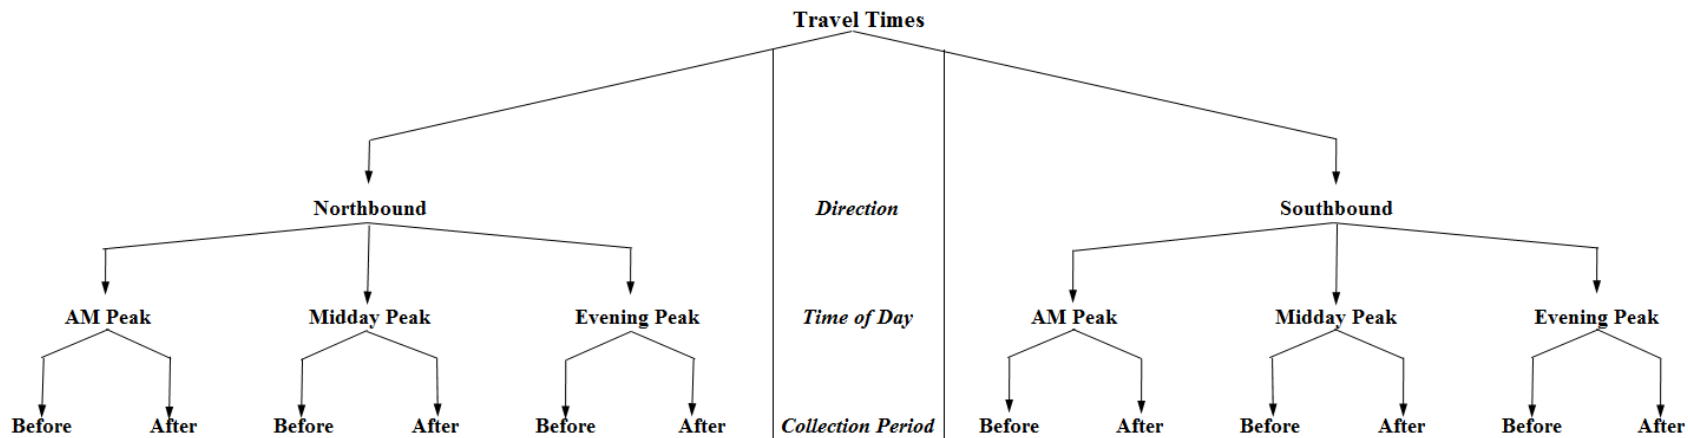 Travel Times
Northbound Direction Southbound
AM Peak Midday Peak Evening Peak Time of Day AM Peak Midday Peak Evening Peak
Before After Before After Before After Collection Period Before After Before After Before After